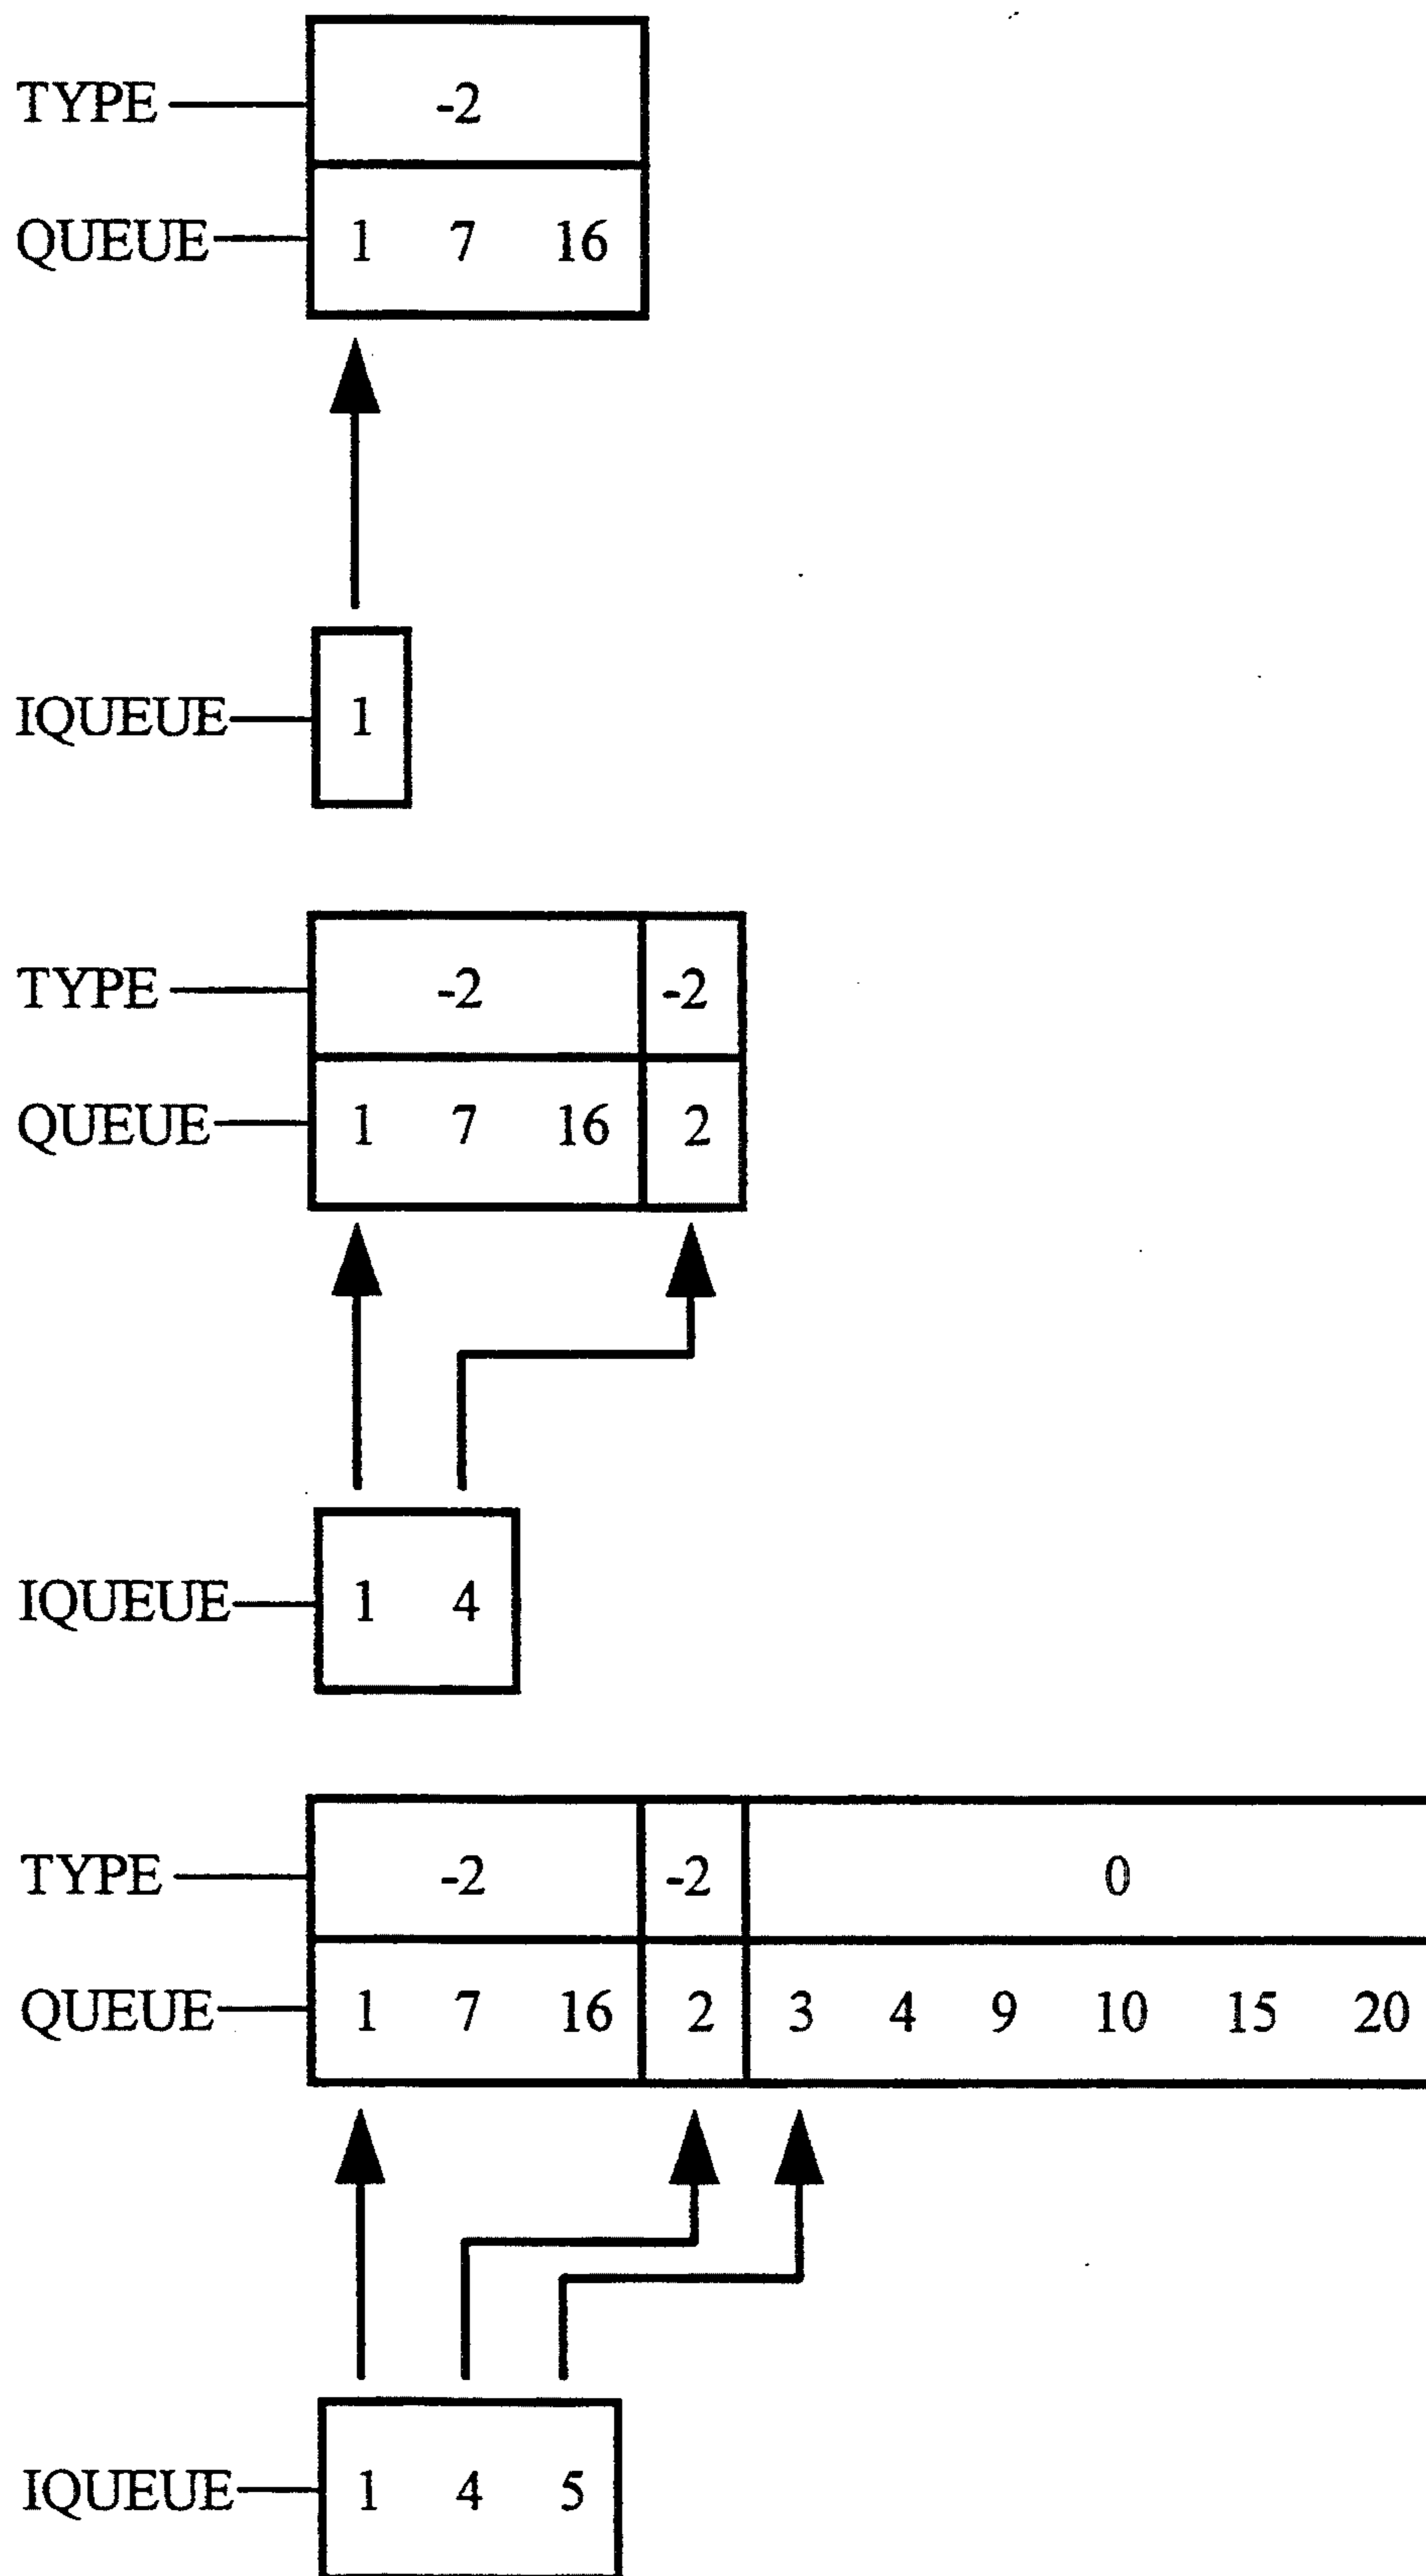 TYPE -2
QUEUE 1 7 16
IQUEUE 1
TYPE -2 -2
QUEUE 1 7 16 2
IQUEUE 1 4
TYPE -2 -2 0
QUEUE 1 7 16 2 3 4 9 10 15 20
IQUEUE 1 4 5